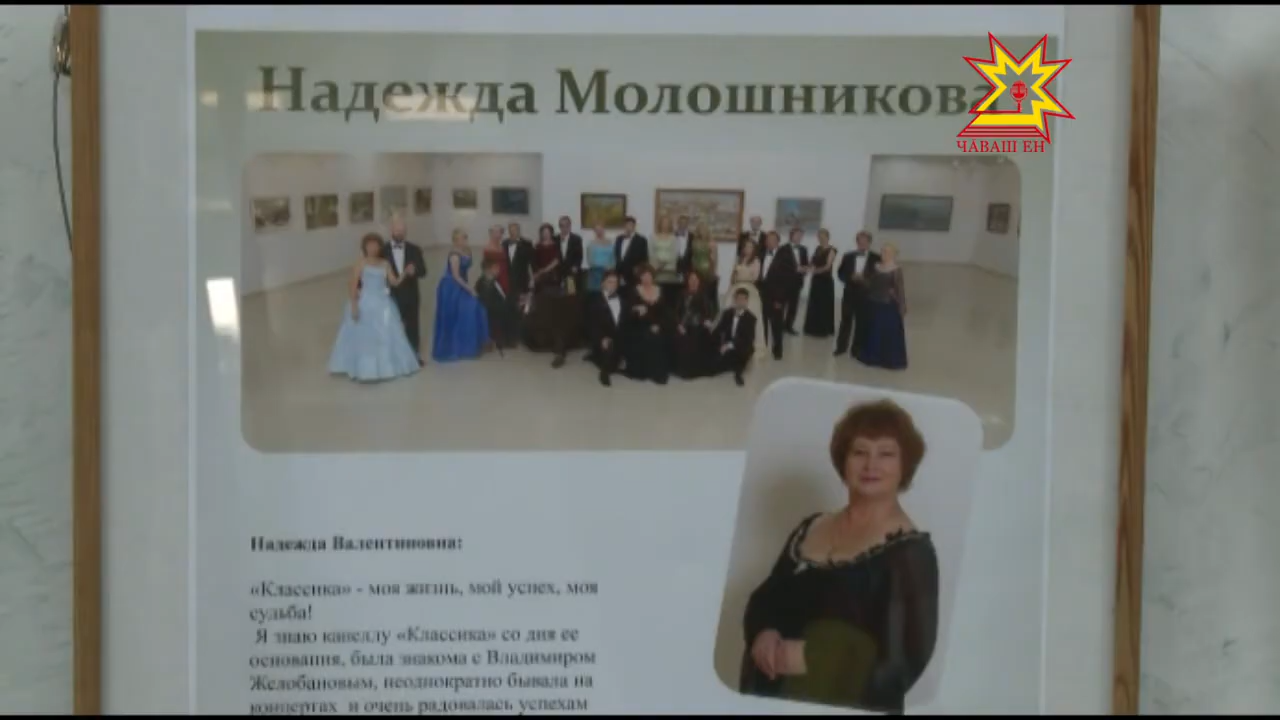 Надежда Молошникова
ЧĂВАШ ЕН
Надежда Валентиновна:
«Классика» - моя жизнь, мой успех, моя
судьба!
Я знаю капеллу «Классика» со дня ее
основания, была знакома с Владимиром
Желобановым, неоднократно бывала на
концертах и очень радовалась успехам